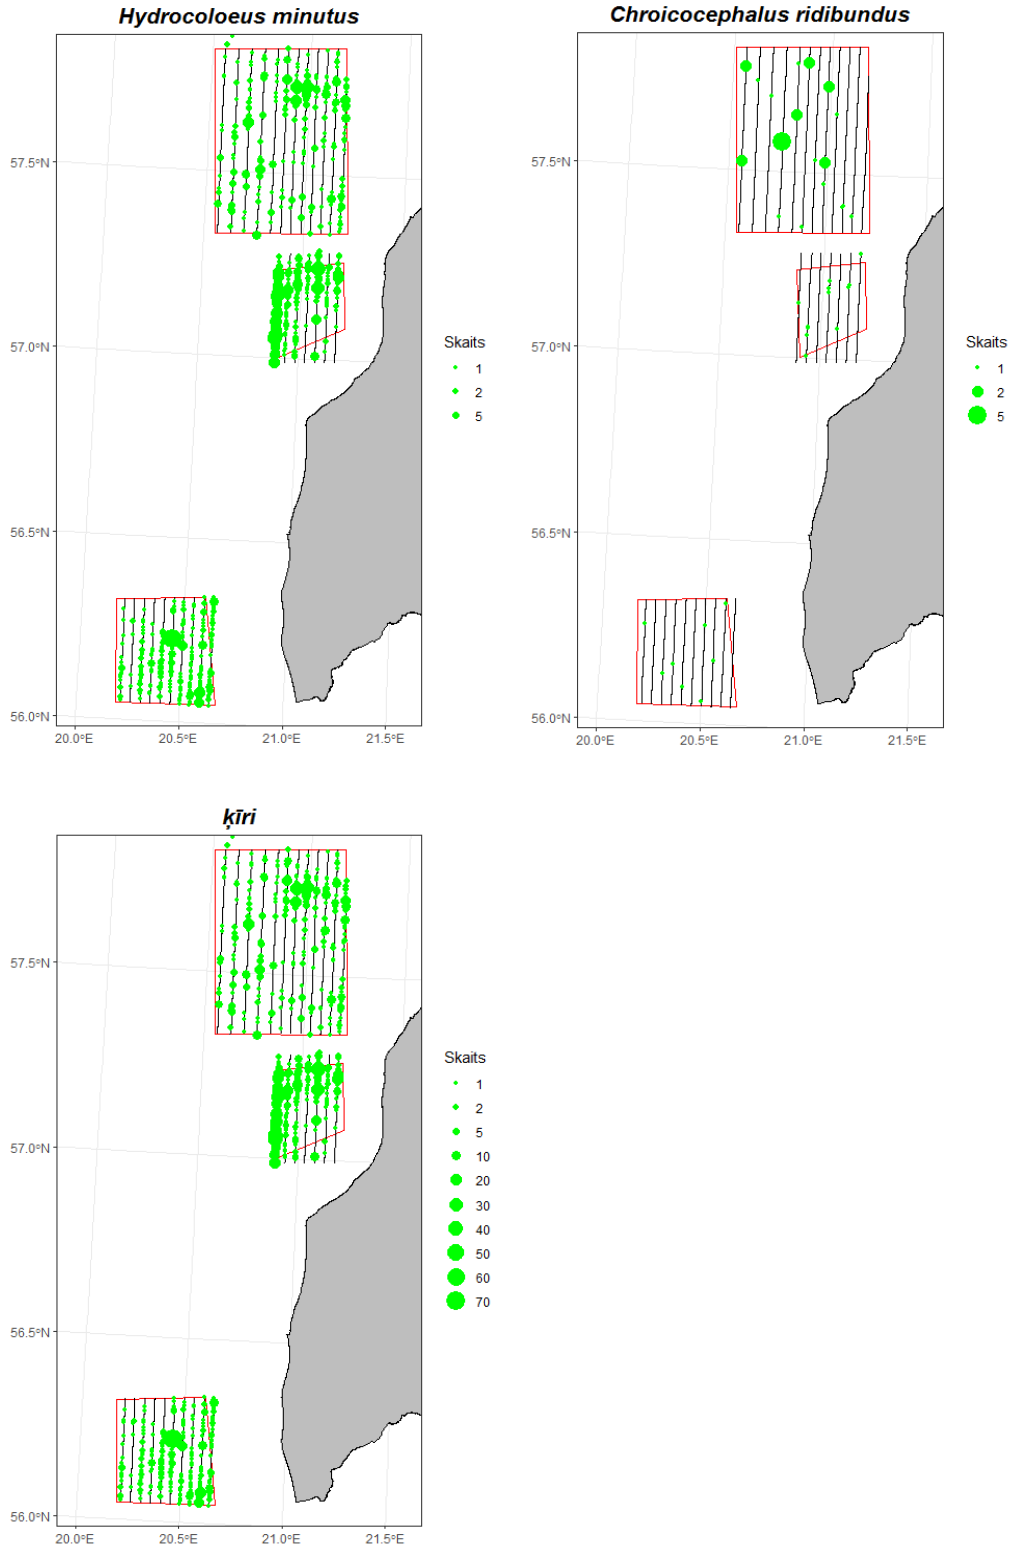 Hydrocoloeus minutus
57.5°N
57.0°N
56.5°N
56.0°N
20.0°E 20.5°E 21.0°E 21.5°E
Skaits
1
2
5
Chroicocephalus ridibundus
57.5°N
57.0°N
56.5°N
56.0°N
20.0°E 20.5°E 21.0°E 21.5°E
Skaits
1
2
5
ķīri
57.5°N
57.0°N
56.5°N
56.0°N
20.0°E 20.5°E 21.0°E 21.5°E
Skaits
1
2
5
10
20
30
40
50
60
70